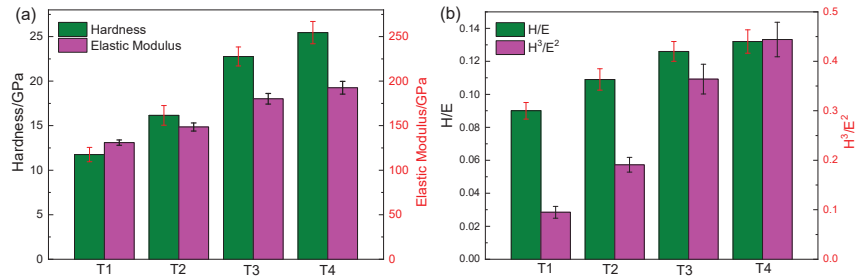 (a)
Hardness
Elastic Modulus
Hardness/GPa
0
5
10
15
20
25
T1
T2
T3
T4
0
50
100
150
200
250
Elastic Modulus/GPa
(b)
H/E
H³/E²
H/E
0.00
0.02
0.04
0.06
0.08
0.10
0.12
0.14
T1
T2
T3
T4
0.0
0.1
0.2
0.3
0.4
0.5
H³/E²